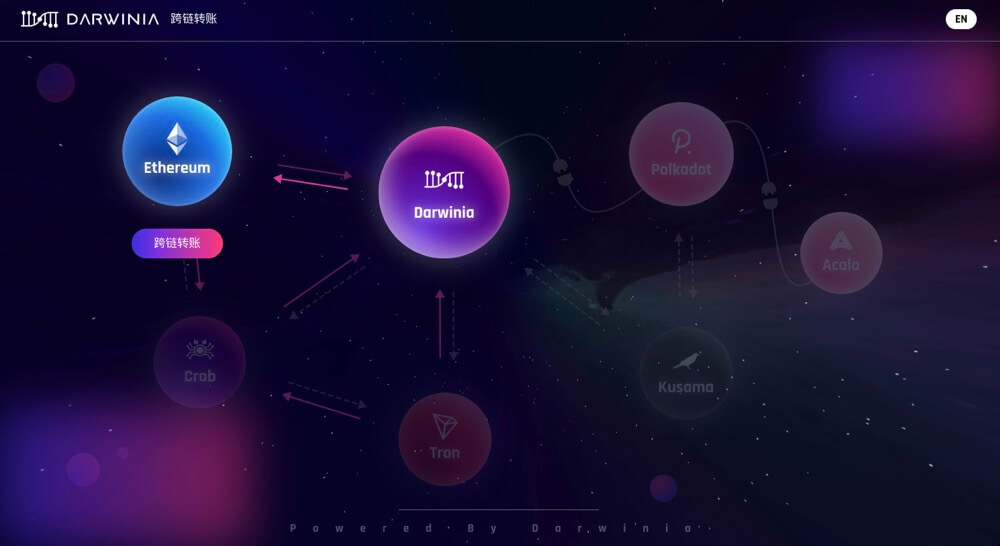 DARWINIA 跨链转账
EN
Ethereum
Darwinia
Polkadot
跨链转账
Acala
Crab
Kusama
Tron
Powered By Darwinia